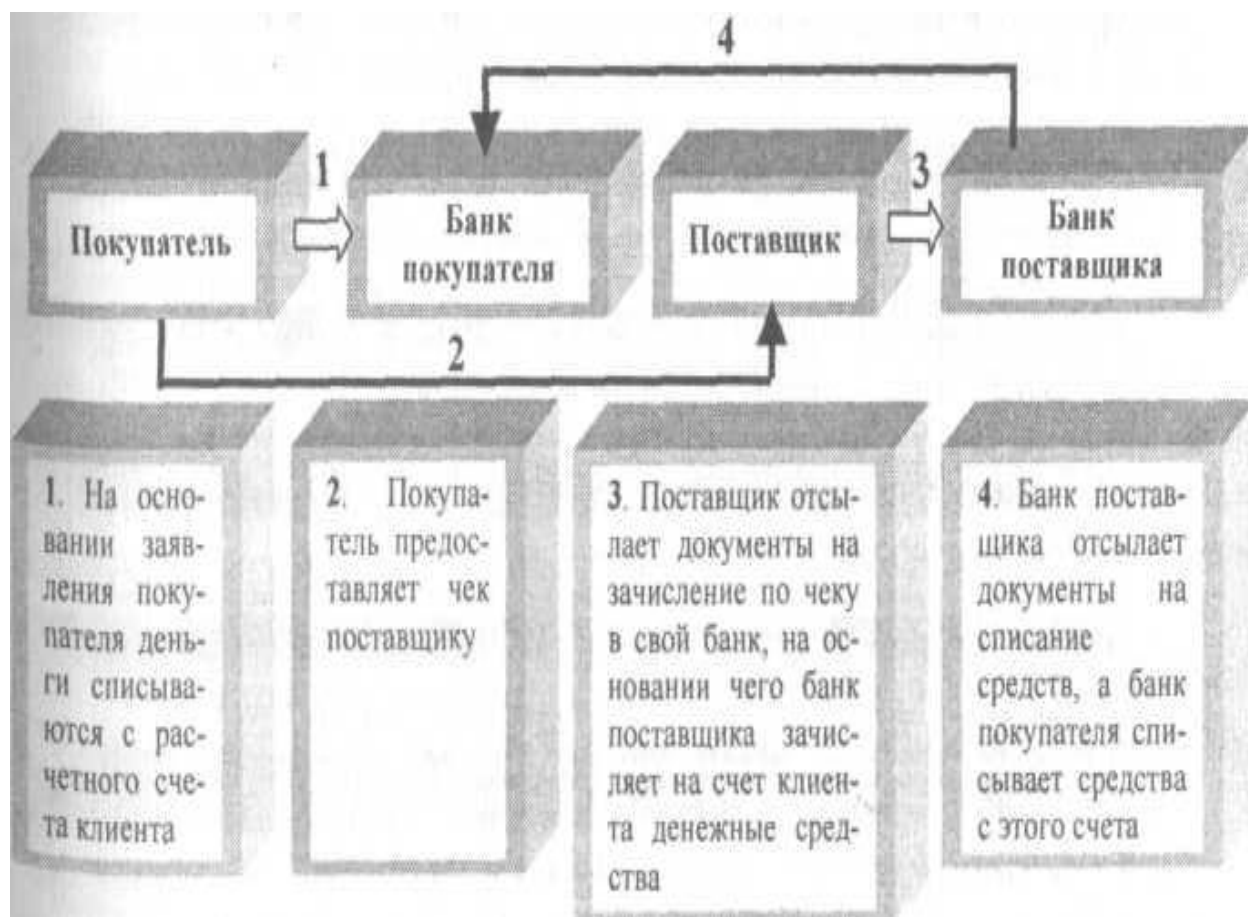 4
1
3
Покупатель
Банк
покупателя
Поставщик
Банк
поставщика
2
1. На осно-
вании заяв-
ления поку-
пателя день-
ги списыва-
ются с рас-
четного сче-
та клиента
2. Покупа-
тель предос-
тавляет чек
поставщику
3. Поставщик отсы-
лает документы на
зачисление по чеку
в свой банк, на ос-
новании чего банк
поставщика зачис-
ляет на счет клиен-
та денежные сред-
ства
4. Банк постав-
щика отсылает
документы на
списание
средств, а банк
покупателя спи-
сывает средства
с этого счета